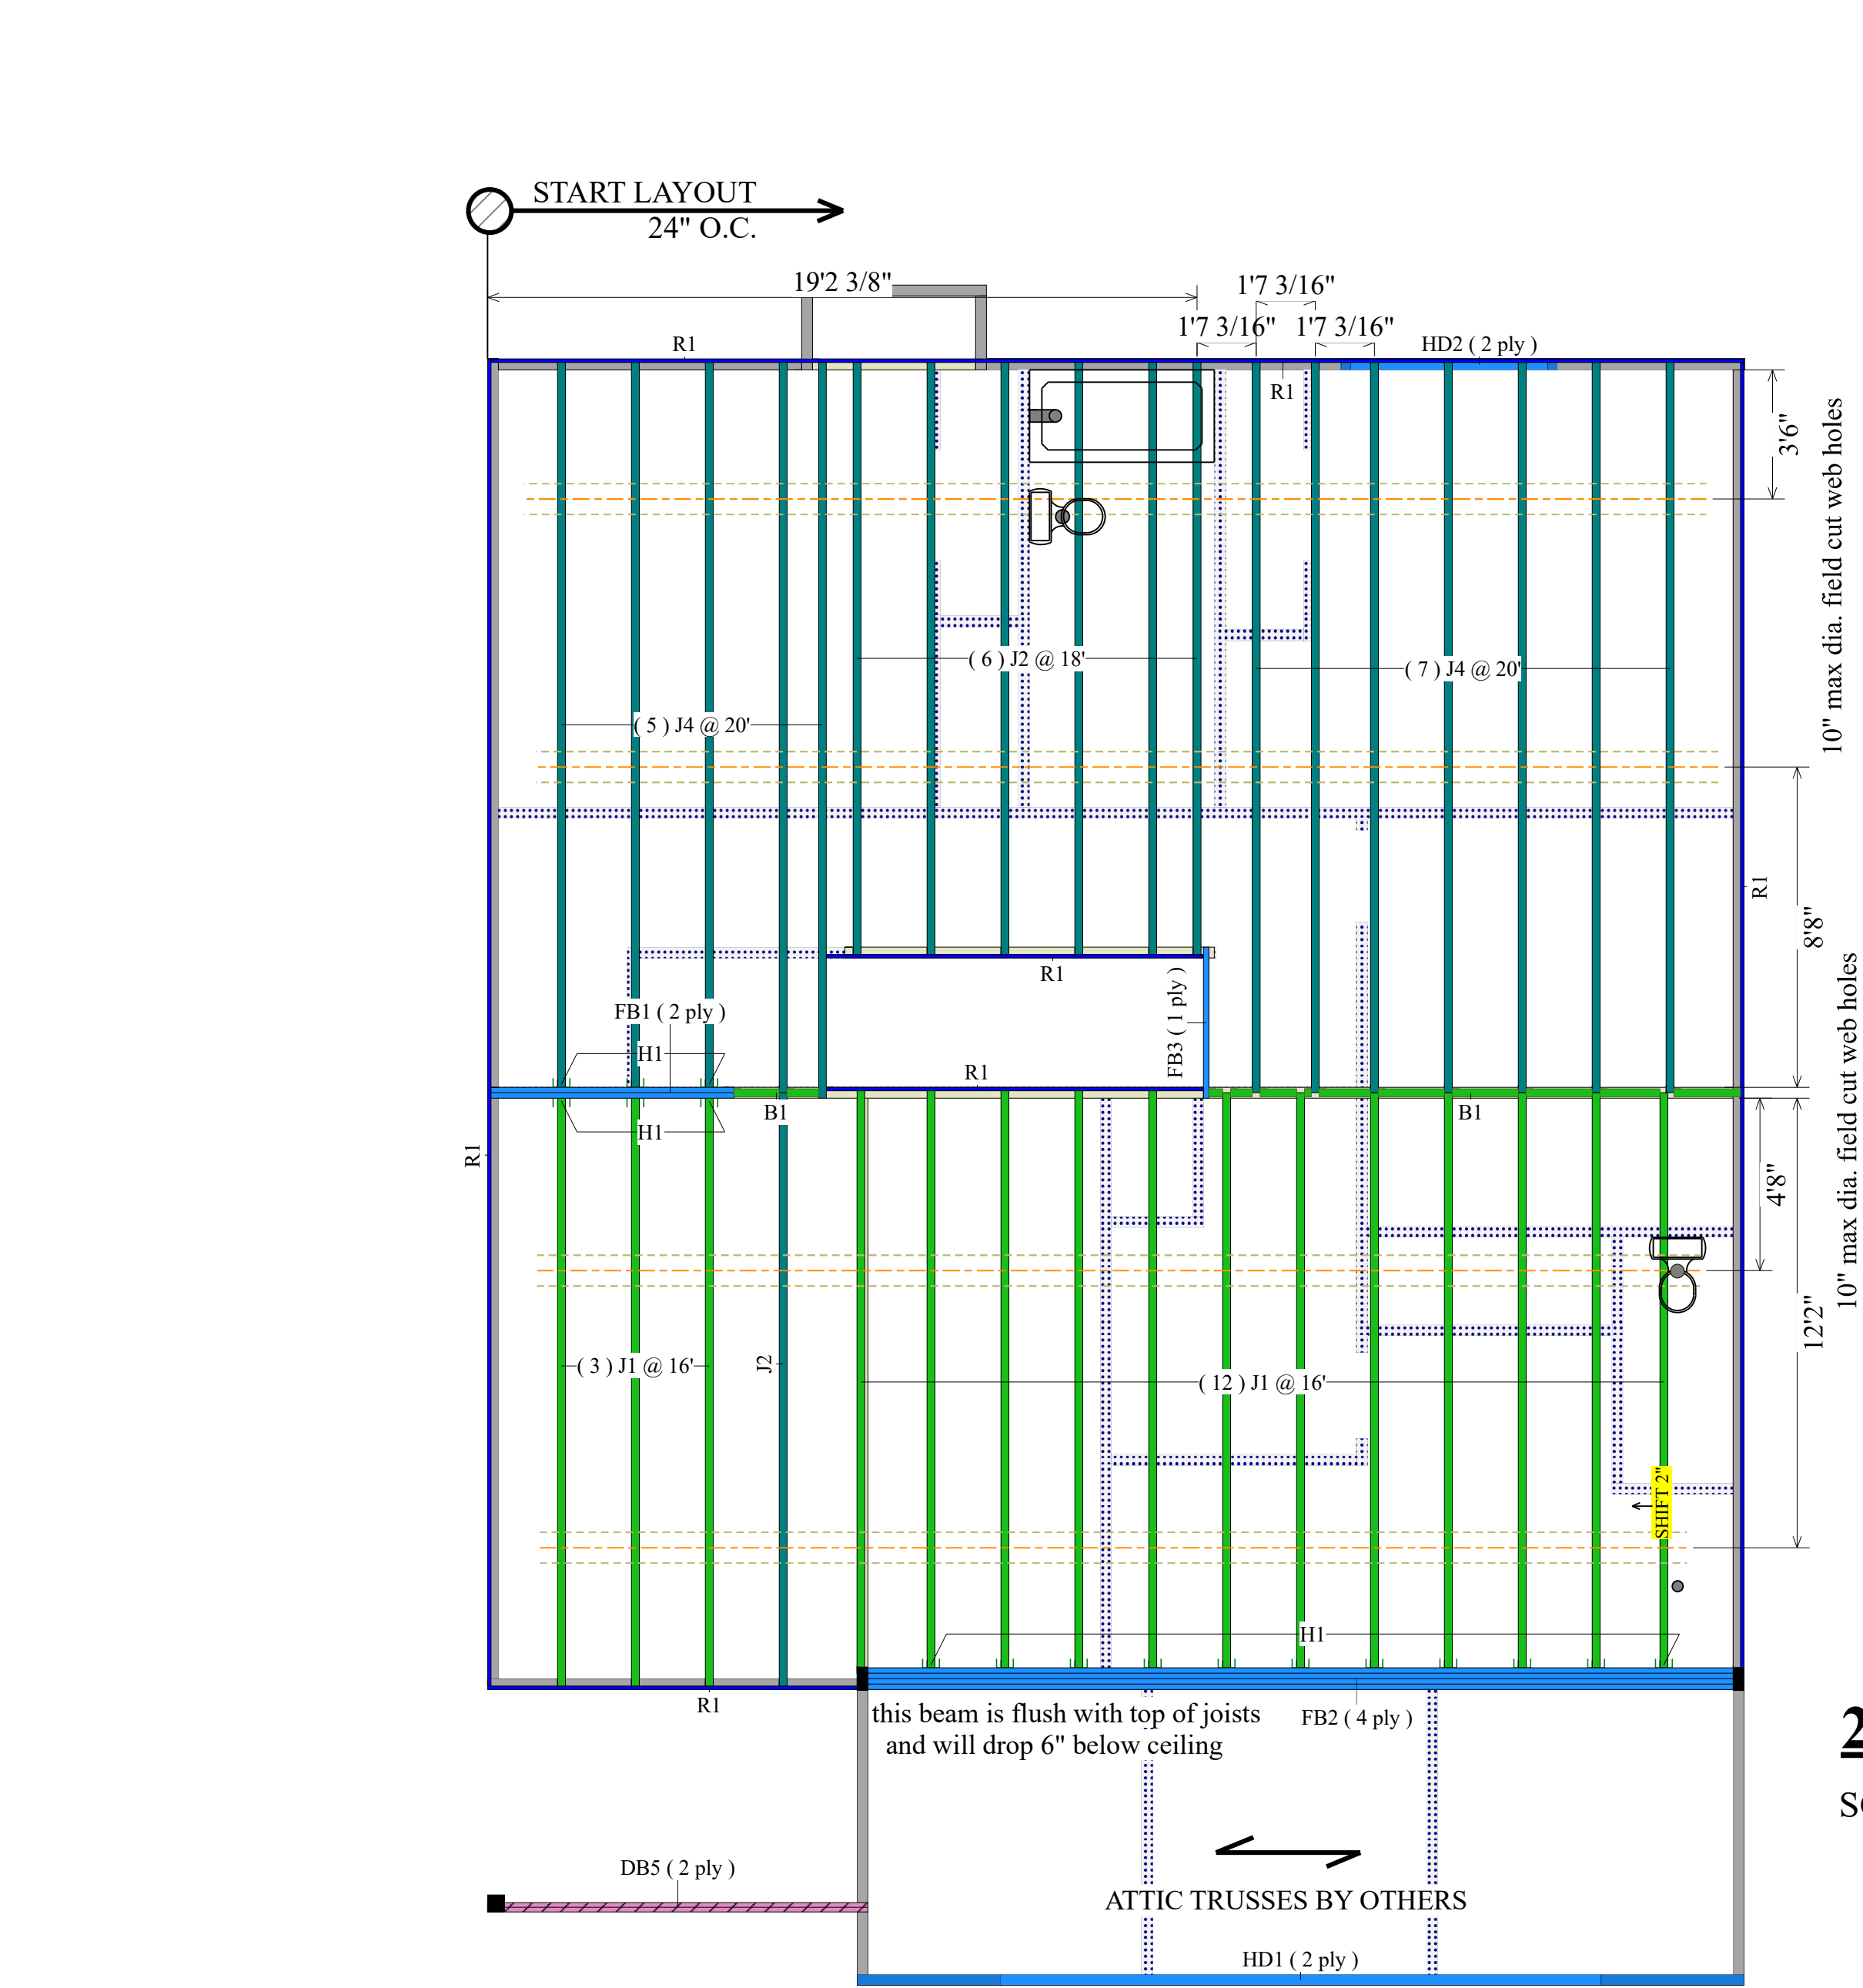 START LAYOUT
24" O.C.
19'2 3/8"
1'7 3/16"
1'7 3/16"
1'7 3/16"
R1
HD2 ( 2 ply )
R1
3'6"
10" max dia. field cut web holes
( 6 ) J2 @ 18'
( 7 ) J4 @ 20'
( 5 ) J4 @ 20'
R1
8'8"
R1
FB3 ( 1 ply )
FB1 ( 2 ply )
H1
R1
B1
B1
H1
R1
4'8"
10" max dia. field cut web holes
12'2"
( 3 ) J1 @ 16'
J2
( 12 ) J1 @ 16'
SHIFT 2"
H1
R1
this beam is flush with top of joists
and will drop 6" below ceiling
FB2 ( 4 ply )
2
DB5 ( 2 ply )
ATTIC TRUSSES BY OTHERS
HD1 ( 2 ply )